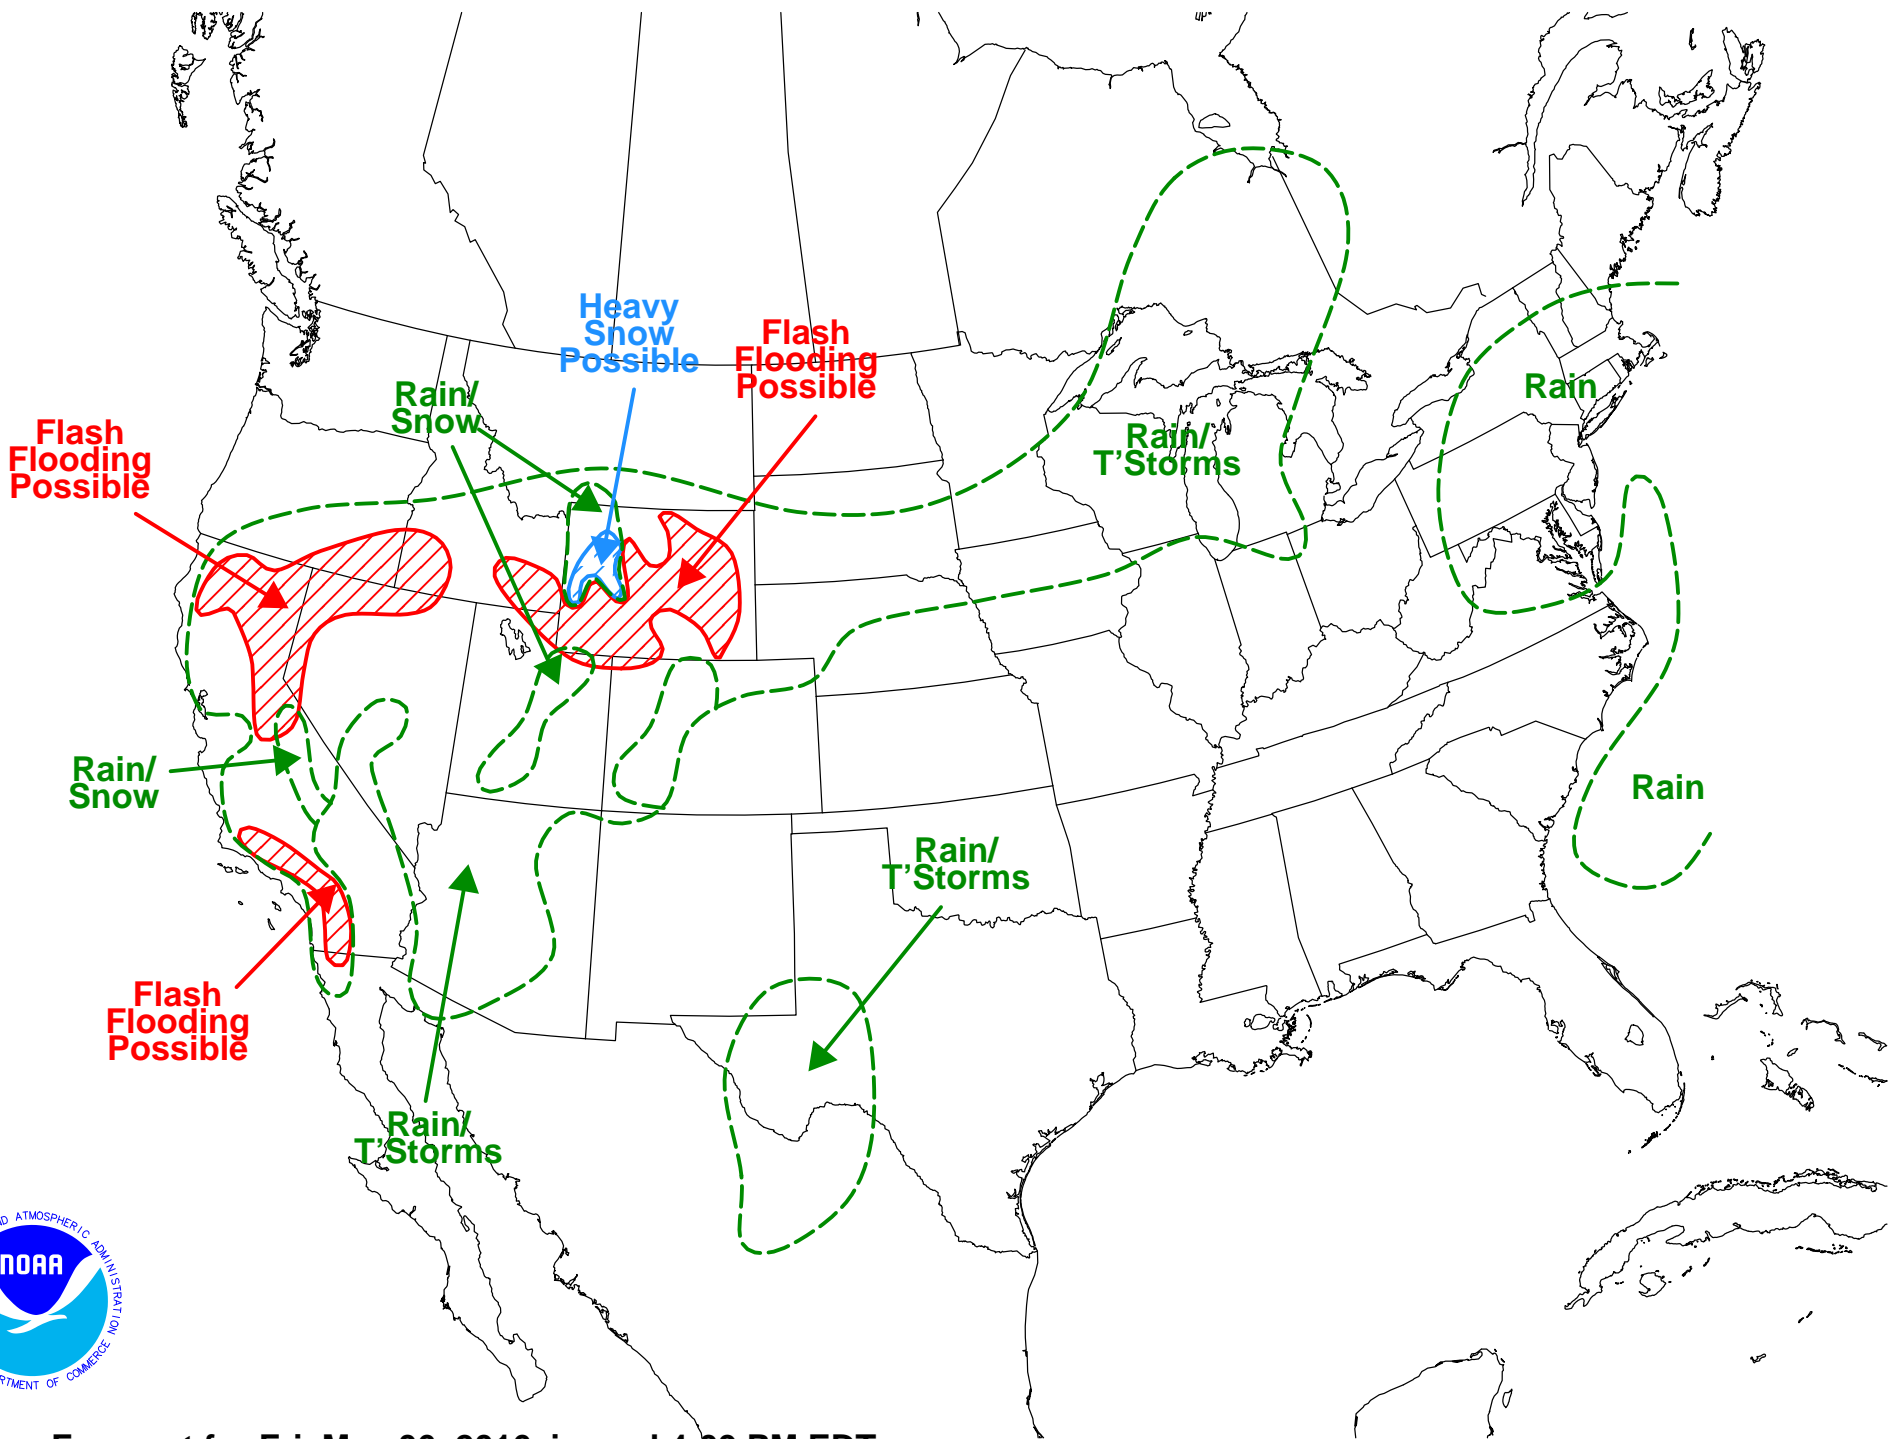 Heavy
Snow
Possible
Flash
Flooding
Possible
Rain/
Snow
Flash
Flooding
Possible
Rain
Rain/
T'Storms
Rain/
Snow
Rain
Rain/
T'Storms
Flash
Flooding
Possible
Rain/
T'Storms
ATMOSPHERIC ADMINISTRATION
NOAA
OF COMMERCE